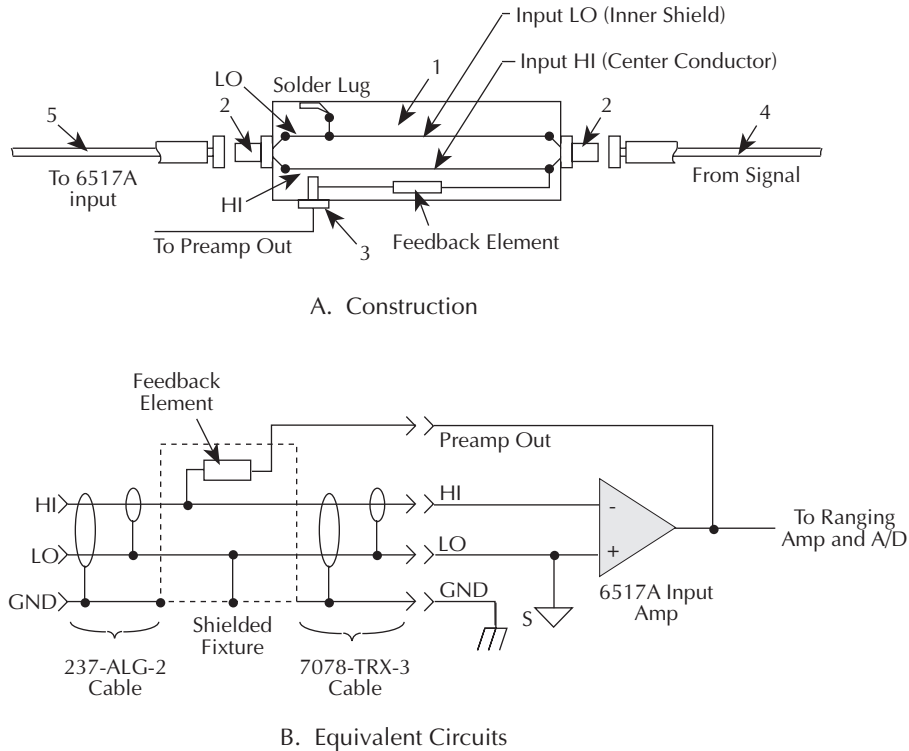 Input LO (Inner Shield)
1
Input HI (Center Conductor)
LO
Solder Lug
5
2
2
4
To 6517A
input
From Signal
HI
To Preamp Out
3
Feedback Element
A. Construction
Feedback
Element
Preamp Out
HI
HI
-
To Ranging
Amp and A/D
LO
LO
+
6517A Input
Amp
GND
GND
S
Shielded
Fixture
237-ALG-2
Cable
7078-TRX-3
Cable
B. Equivalent Circuits